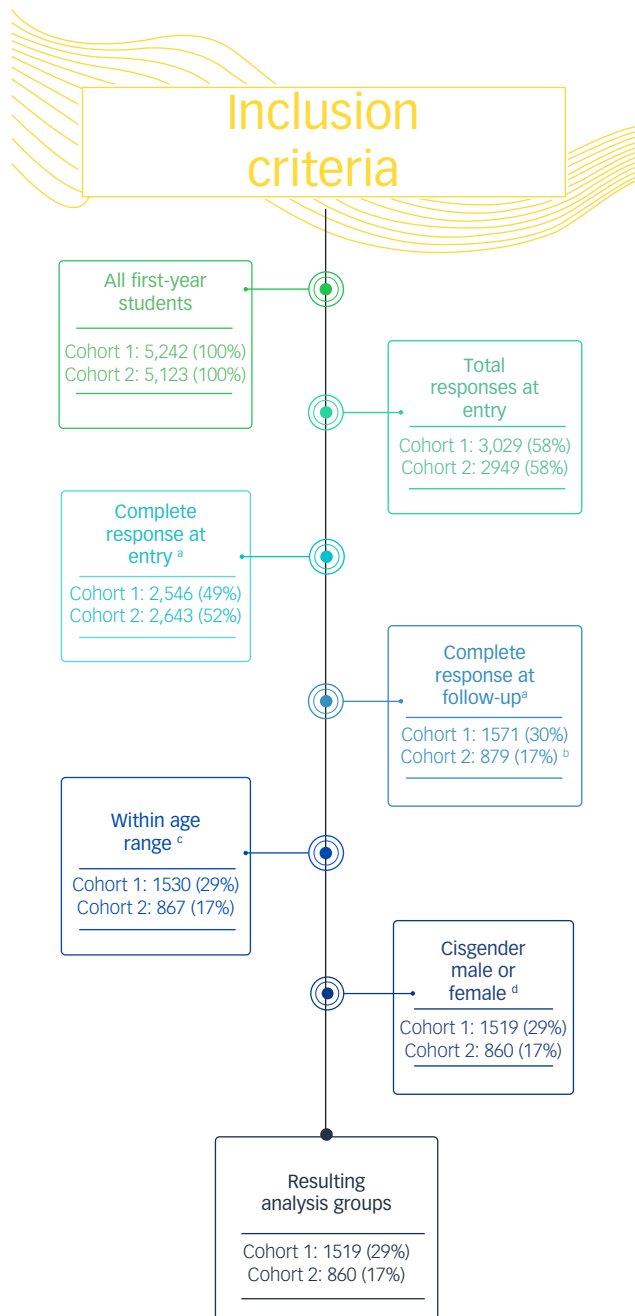 Inclusion
criteria
All first-year
students
Cohort 1: 5,242 (100%)
Cohort 2: 5,123 (100%)
Total
responses at
entry
Cohort 1: 3,029 (58%)
Cohort 2: 2949 (58%)
Complete
response at
entry ᵃ
Cohort 1: 2,546 (49%)
Cohort 2: 2,643 (52%)
Complete
response at
follow-upᵃ
Cohort 1: 1571 (30%)
Cohort 2: 879 (17%) ᵇ
Within age
range ᶜ
Cohort 1: 1530 (29%)
Cohort 2: 867 (17%)
Cisgender
male or
female ᵈ
Cohort 1: 1519 (29%)
Cohort 2: 860 (17%)
Resulting
analysis groups
Cohort 1: 1519 (29%)
Cohort 2: 860 (17%)